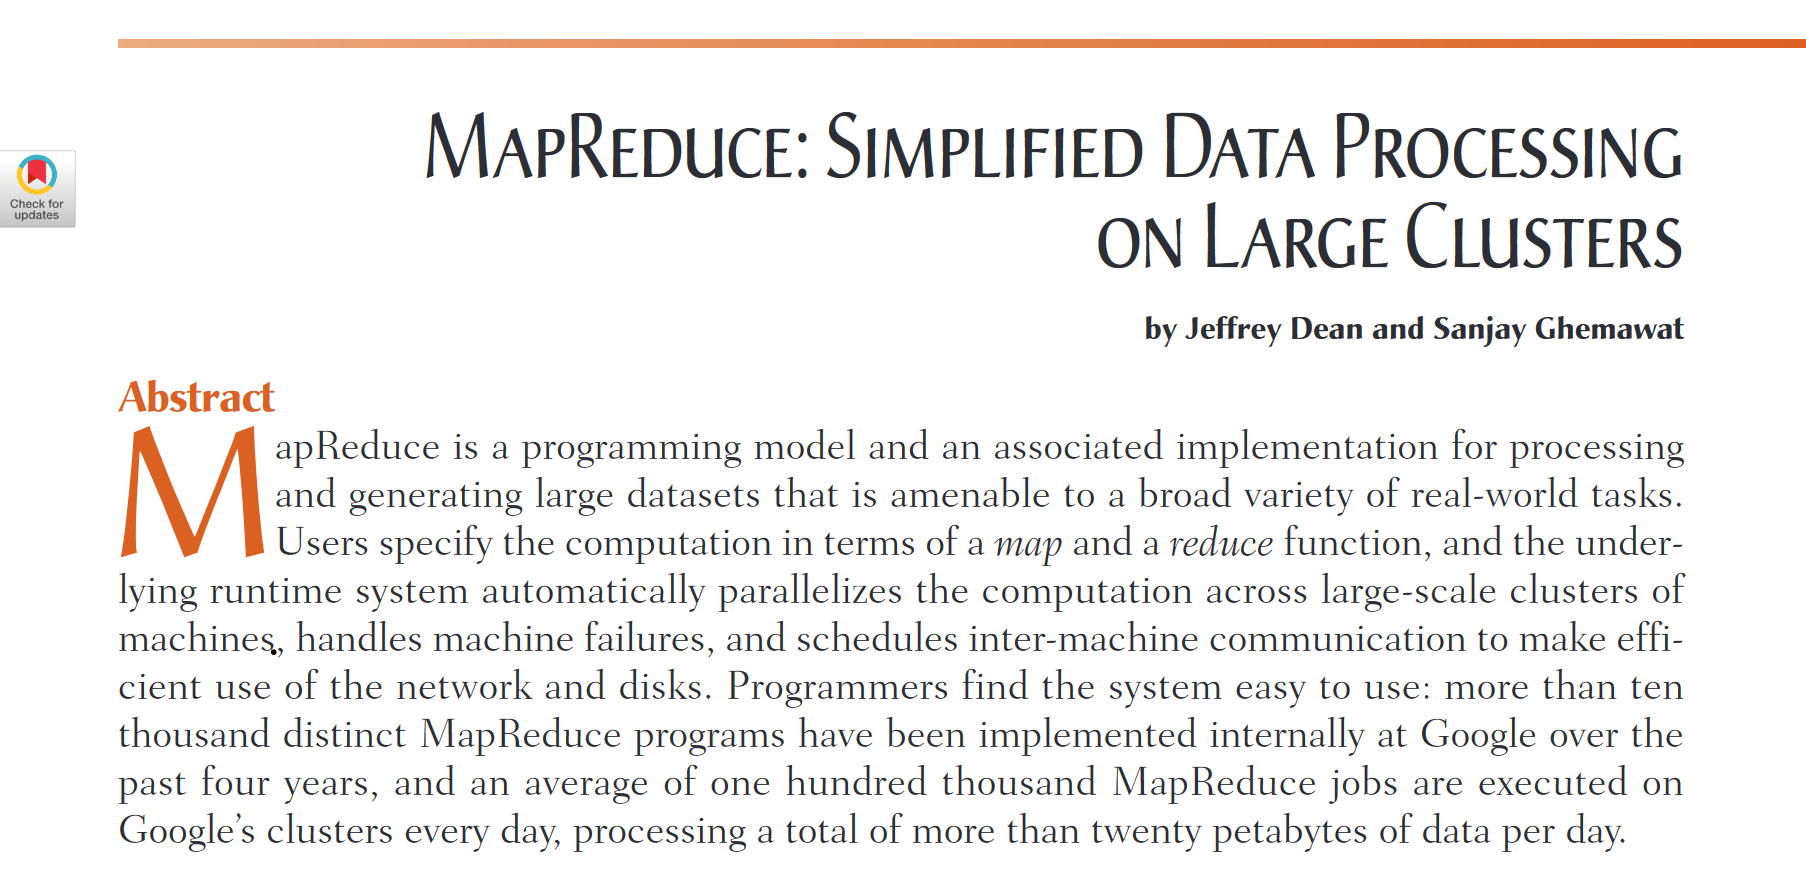 MAPREDUCE: SIMPLIFIED DATA PROCESSING
ON LARGE CLUSTERS
Check for
updates
by Jeffrey Dean and Sanjay Ghemawat
Abstract
MapReduce is a programming model and an associated implementation for processing
and generating large datasets that is amenable to a broad variety of real-world tasks.
Users specify the computation in terms of a map and a reduce function, and the under-
lying runtime system automatically parallelizes the computation across large-scale clusters of
machines, handles machine failures, and schedules inter-machine communication to make effi-
cient use of the network and disks. Programmers find the system easy to use: more than ten
thousand distinct MapReduce programs have been implemented internally at Google over the
past four years, and an average of one hundred thousand MapReduce jobs are executed on
Google’s clusters every day, processing a total of more than twenty petabytes of data per day.